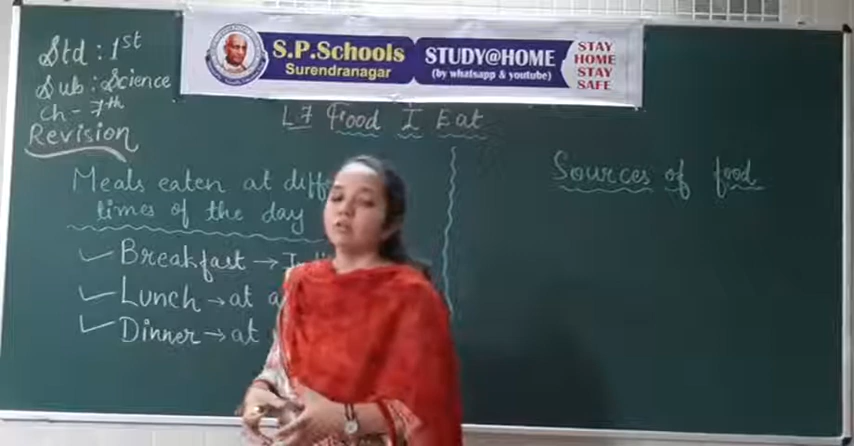 S.P.Schools
Surendranagar
STUDY@HOME
(by whatsapp & youtube)
STAY
HOME
STAY
SAFE
Std : 1st
Sub : Science
Ch - 7th
Revision
L 7 Food I Eat
Meals eaten at
times of the day
Breakfast →
Lunch → at
Dinner → at
Sources of food